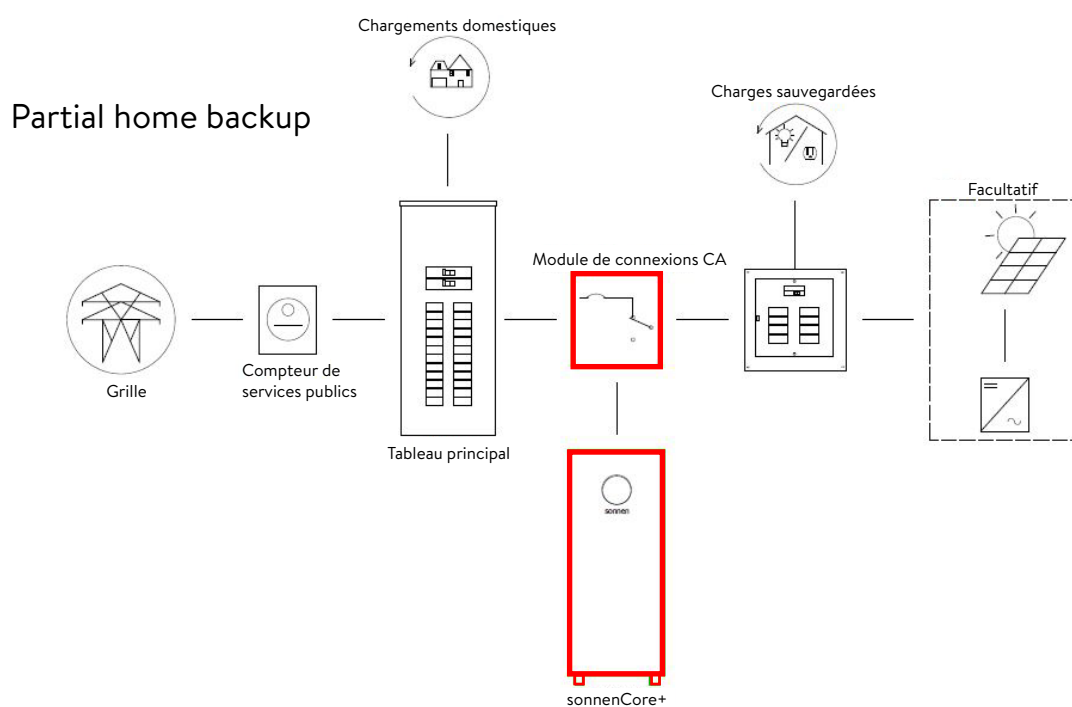 Chargements domestiques
Partial home backup
Charges sauvegardées
Facultatif
Module de connexions CA
Grille
Compteur de
services publics
Tableau principal
sonnen
sonnenCore+